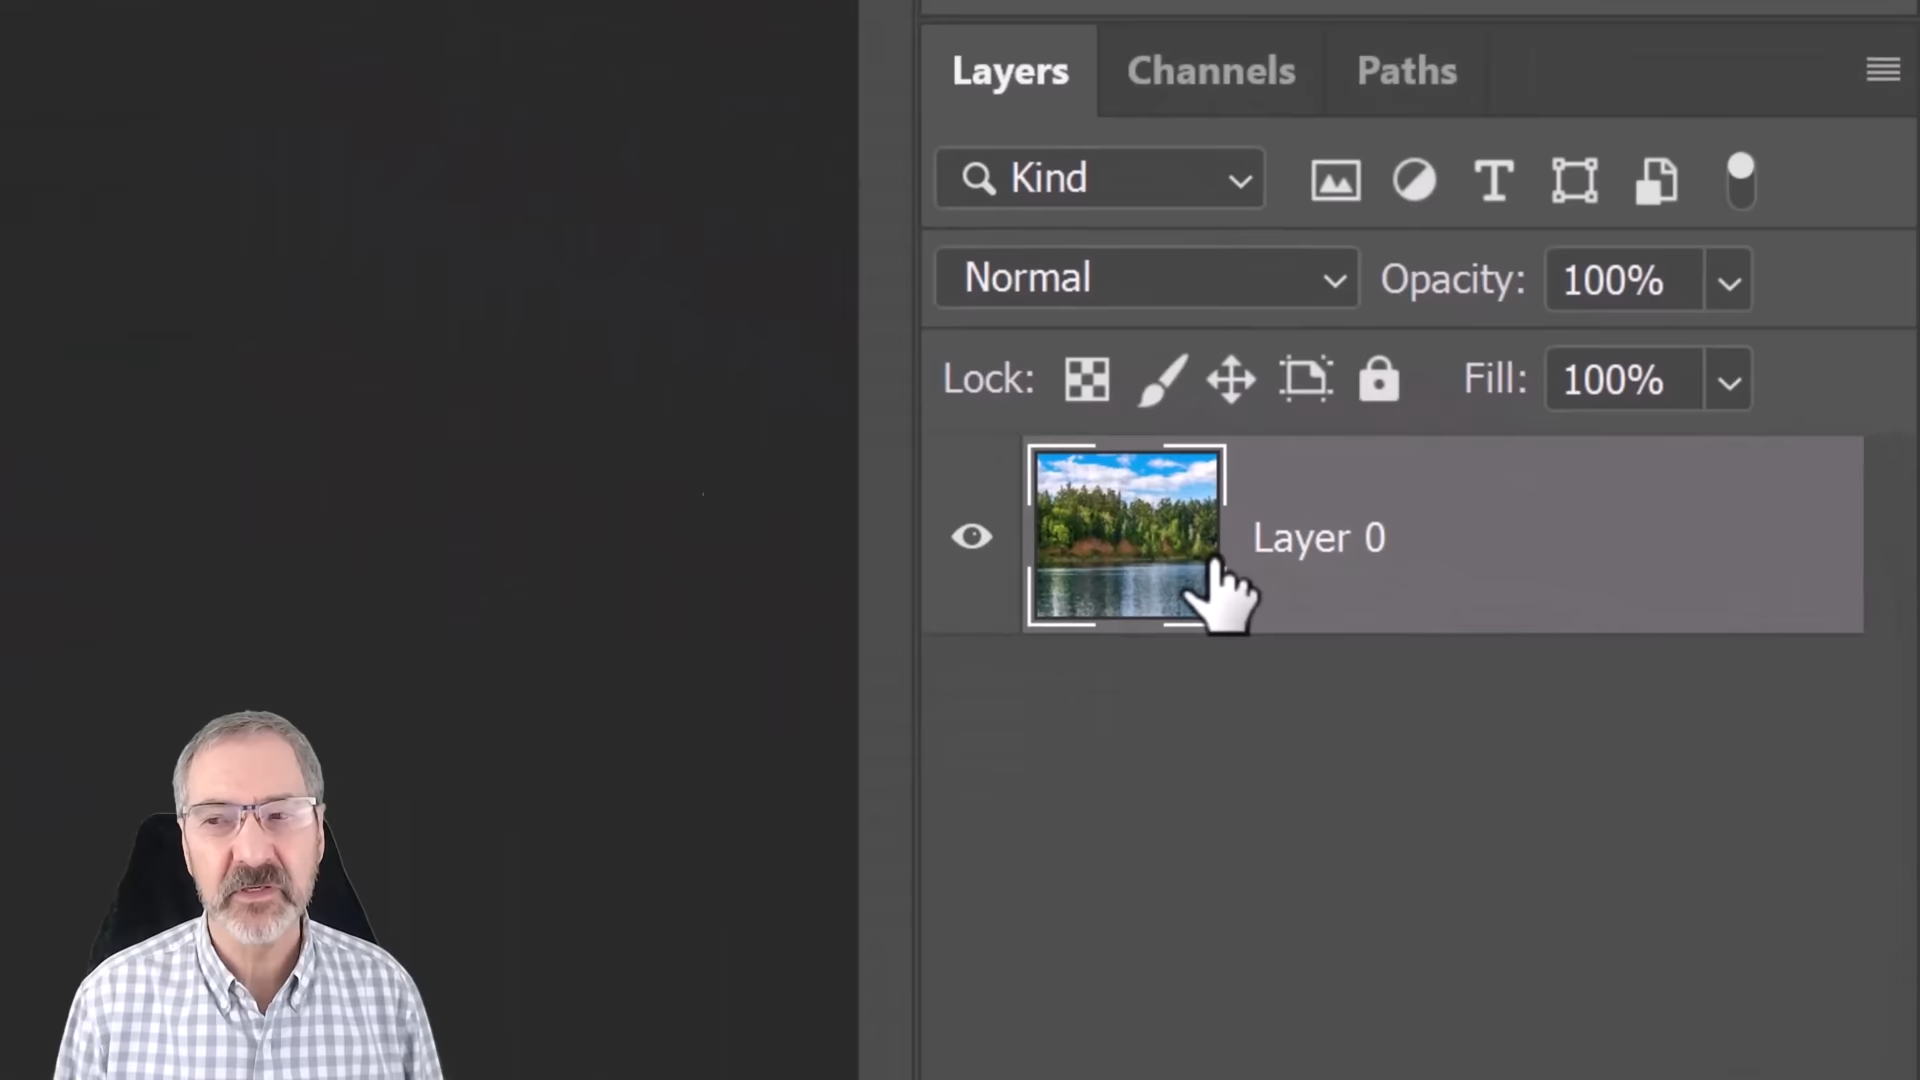 Layers Channels Paths
Kind
Normal Opacity: 100%
Lock: Fill: 100%
Layer 0